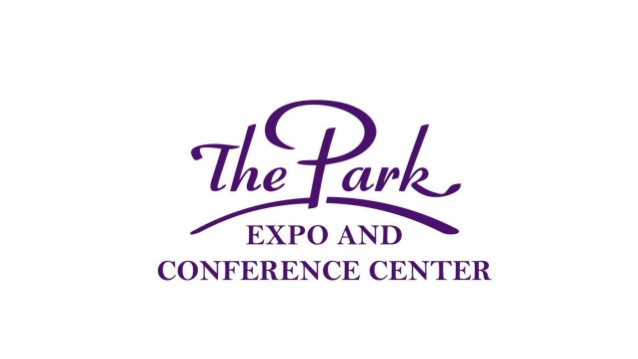 The Park
EXPO AND
CONFERENCE CENTER